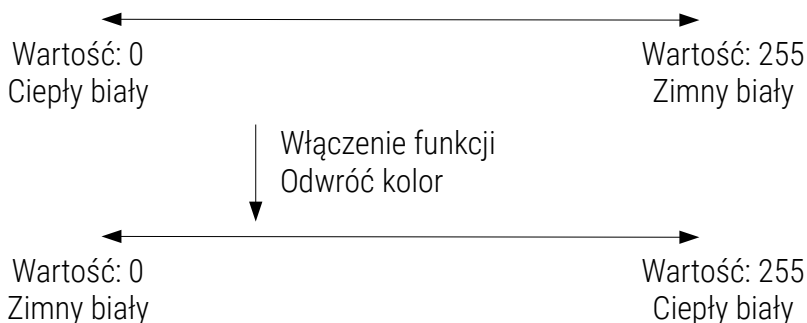 Wartość: 0
Ciepły biały
Wartość: 255
Zimny biały
Włączenie funkcji
Odwróć kolor
Wartość: 0
Zimny biały
Wartość: 255
Ciepły biały